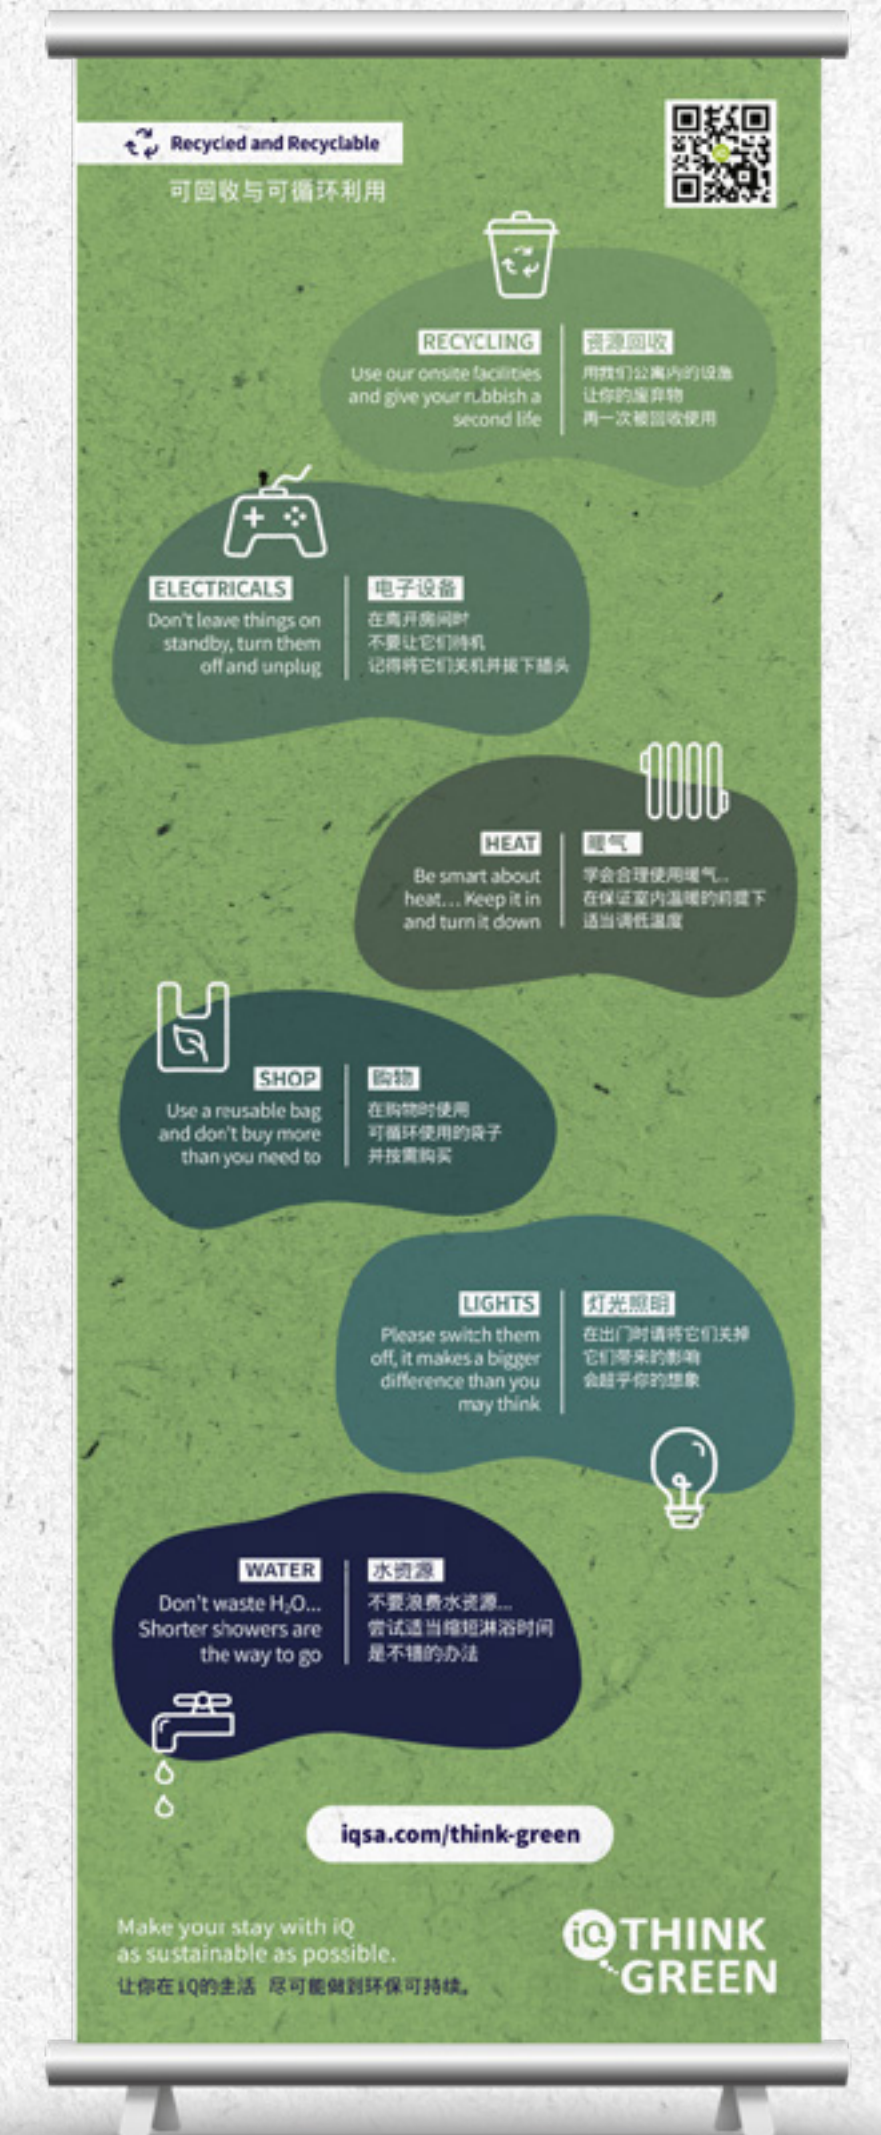 Recycled and Recyclable
可回收与可循环利用
RECYCLING
Use our onsite facilities
and give your rubbish a
second life
资源回收
用我们公寓内的设施
让你的废弃物
再一次被回收使用
ELECTRICALS
Don't leave things on
standby, turn them
off and unplug
电子设备
在离开房间时
不要让它们待机
记得将它们关机并拔下插头
HEAT
Be smart about
heat... Keep it in
and turn it down
暖气
学会合理使用暖气...
在保证室内温暖的前提下
适当调低温度
SHOP
Use a reusable bag
and don't buy more
than you need to
购物
在购物时使用
可循环使用的袋子
并按需购买
LIGHTS
Please switch them
off, it makes a bigger
difference than you
may think
灯光照明
在出门时请将它们关掉
它们带来的影响
会超乎你的想象
WATER
Don't waste H₂O...
Shorter showers are
the way to go
水资源
不要浪费水资源...
尝试适当缩短淋浴时间
是不错的办法
iqsa.com/think-green
Make your stay with iQ
as sustainable as possible.
让你在iQ的生活 尽可能做到环保可持续。
iQ THINK
GREEN